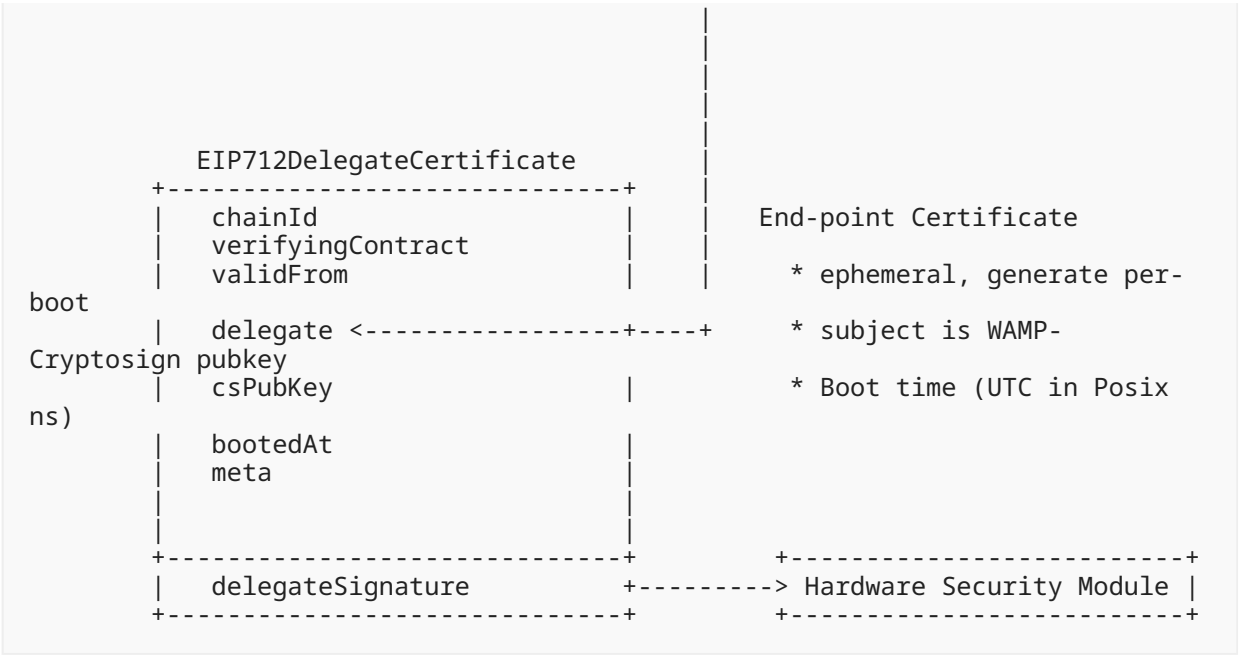 |
|
|
|
|
EIP712DelegateCertificate |
+------------------------------+ |
| chainId | | End-point Certificate
| verifyingContract | |
| validFrom | | * ephemeral, generate per-
boot
| delegate <-----------------+----+ * subject is WAMP-
Cryptosign pubkey
| csPubKey | * Boot time (UTC in Posix
ns)
| bootedAt |
| meta |
| |
| |
+------------------------------+ +--------------------------+
| delegateSignature +---------> Hardware Security Module |
+------------------------------+ +--------------------------+